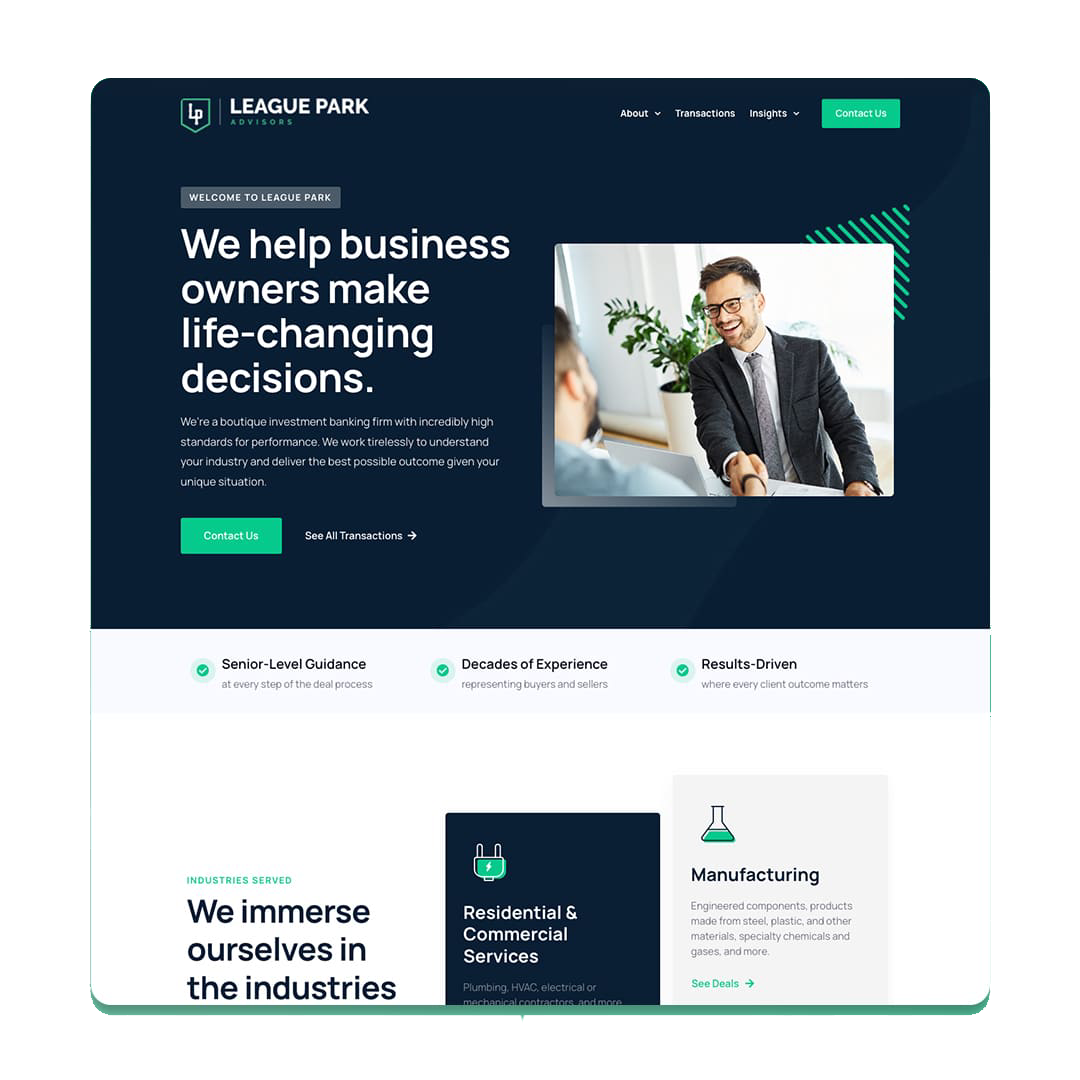 LP
LEAGUE PARK
ADVISORS
About
Transactions
Insights
Contact Us
WELCOME TO LEAGUE PARK
We help business
owners make
life-changing
decisions.
We're a boutique investment banking firm with incredibly high
standards for performance. We work tirelessly to understand
your industry and deliver the best possible outcome given your
unique situation.
Contact Us
See All Transactions
Senior-Level Guidance
at every step of the deal process
Decades of Experience
representing buyers and sellers
Results-Driven
where every client outcome matters
INDUSTRIES SERVED
We immerse
ourselves in
the industries
Residential &
Commercial
Services
Plumbing, HVAC, electrical or
mechanical contractors, and more
Manufacturing
Engineered components, products
made from steel, plastic, and other
materials, specialty chemicals and
gases, and more.
See Deals